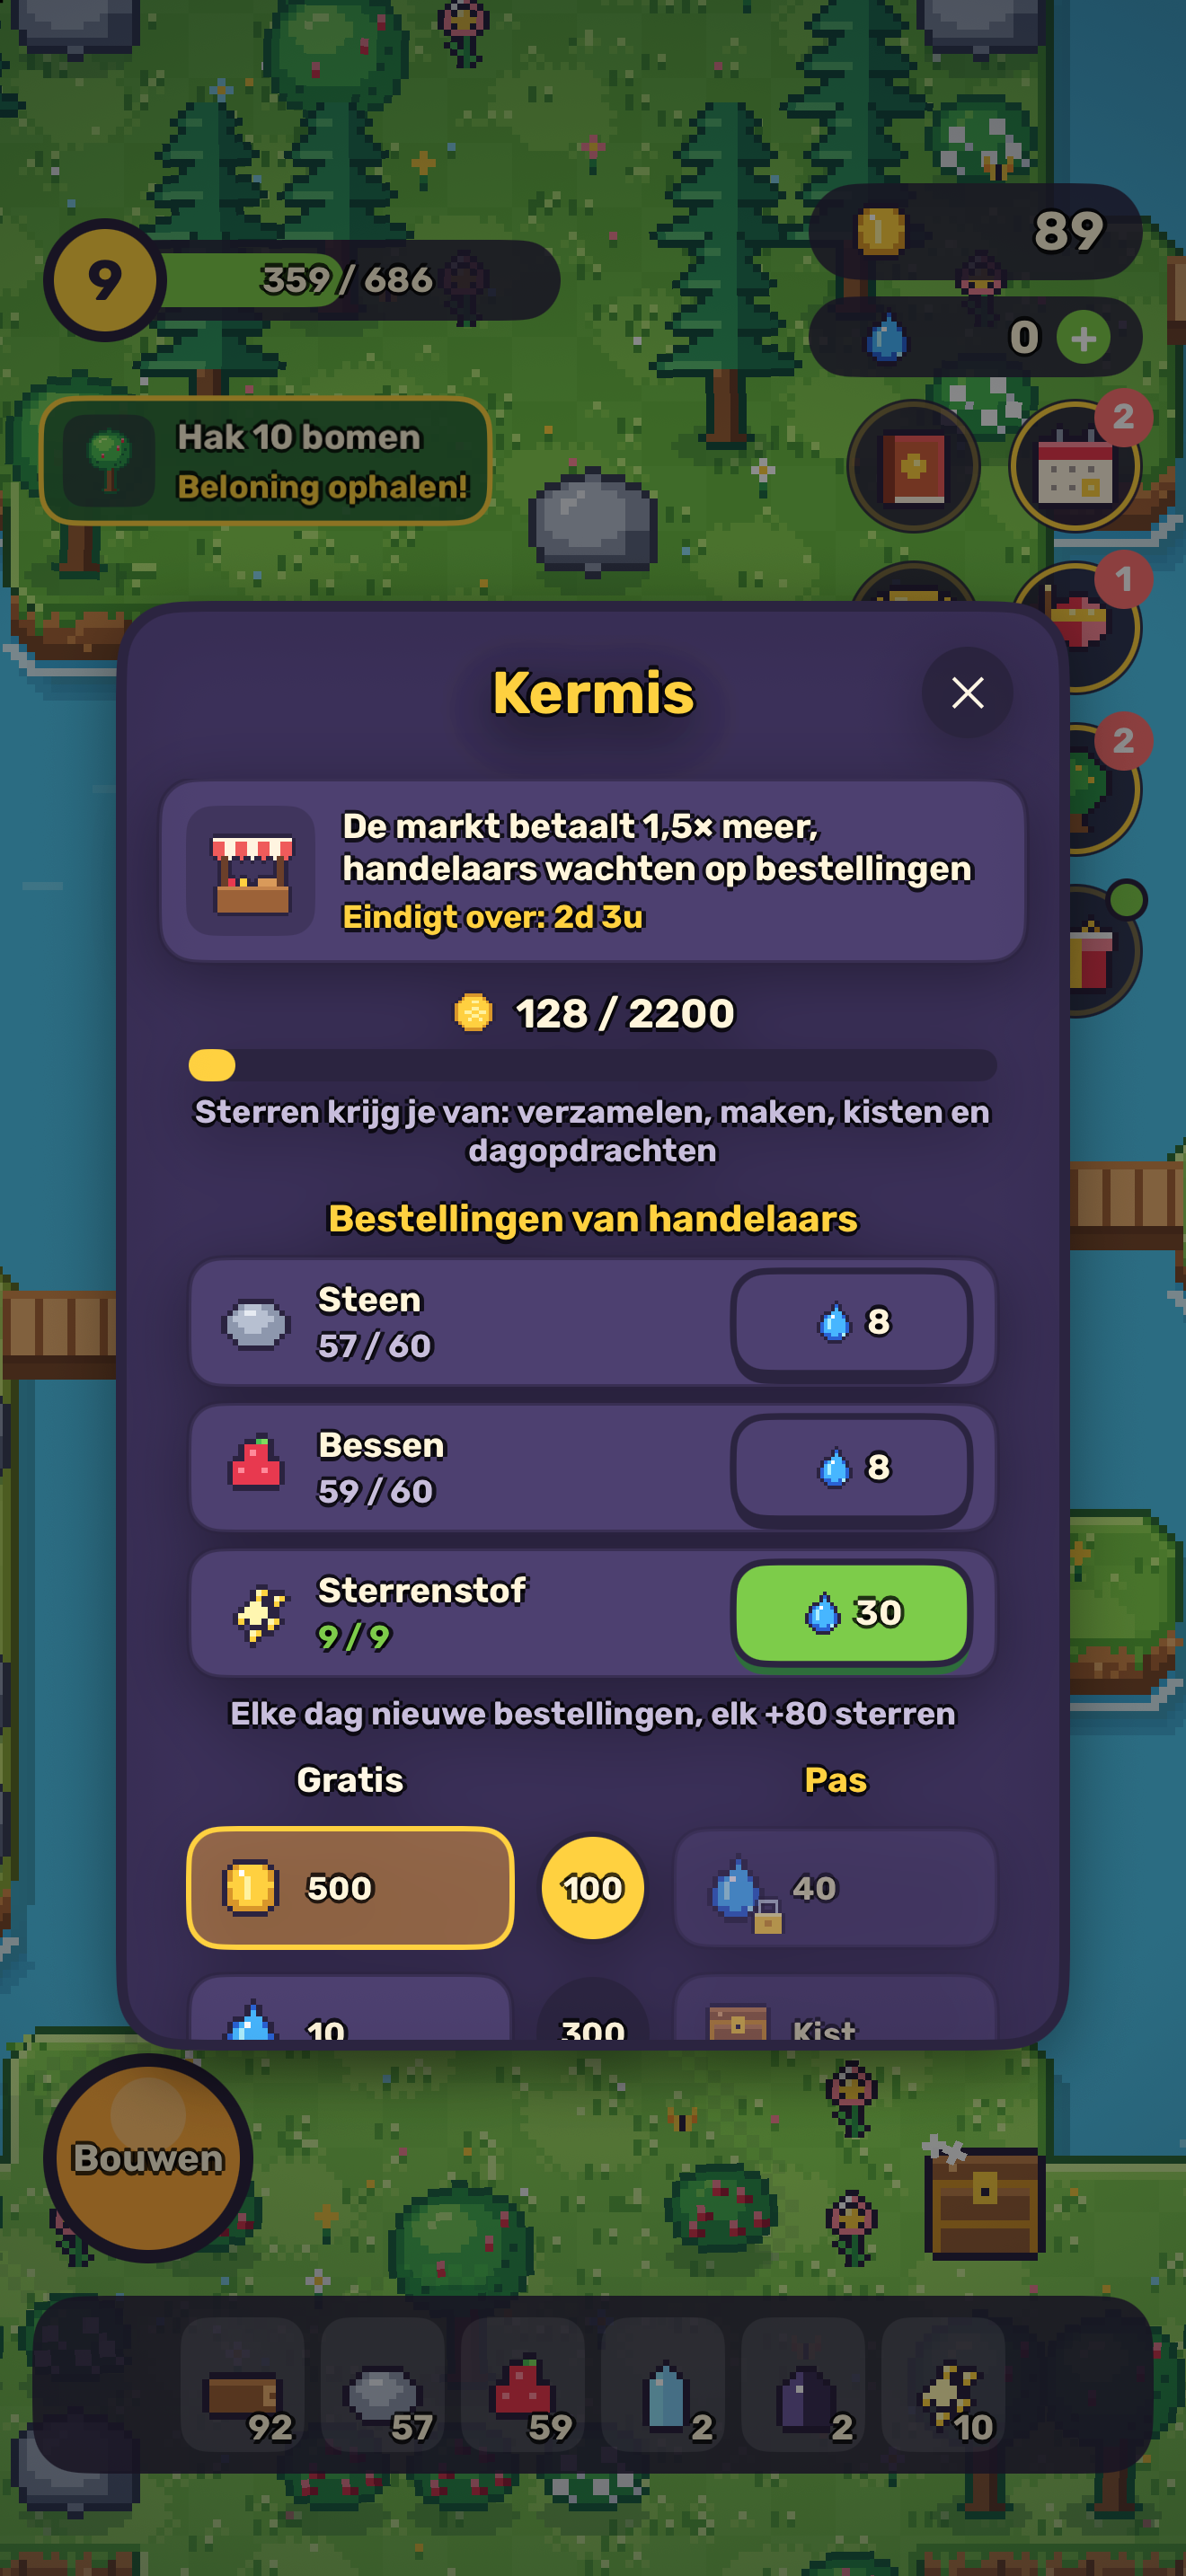 89
9
359 / 686
0
Hak 10 bomen
Beloning ophalen!
2
1
2
Kermis
De markt betaalt 1,5× meer,
handelaars wachten op bestellingen
Eindigt over: 2d 3u
128 / 2200
Sterren krijg je van: verzamelen, maken, kisten en
dagopdrachten
Bestellingen van handelaars
Steen
57 / 60
8
Bessen
59 / 60
8
Sterrenstof
9 / 9
30
Elke dag nieuwe bestellingen, elk +80 sterren
Gratis
Pas
500
100
40
10
300
Kist
Bouwen
92
57
59
2
2
10